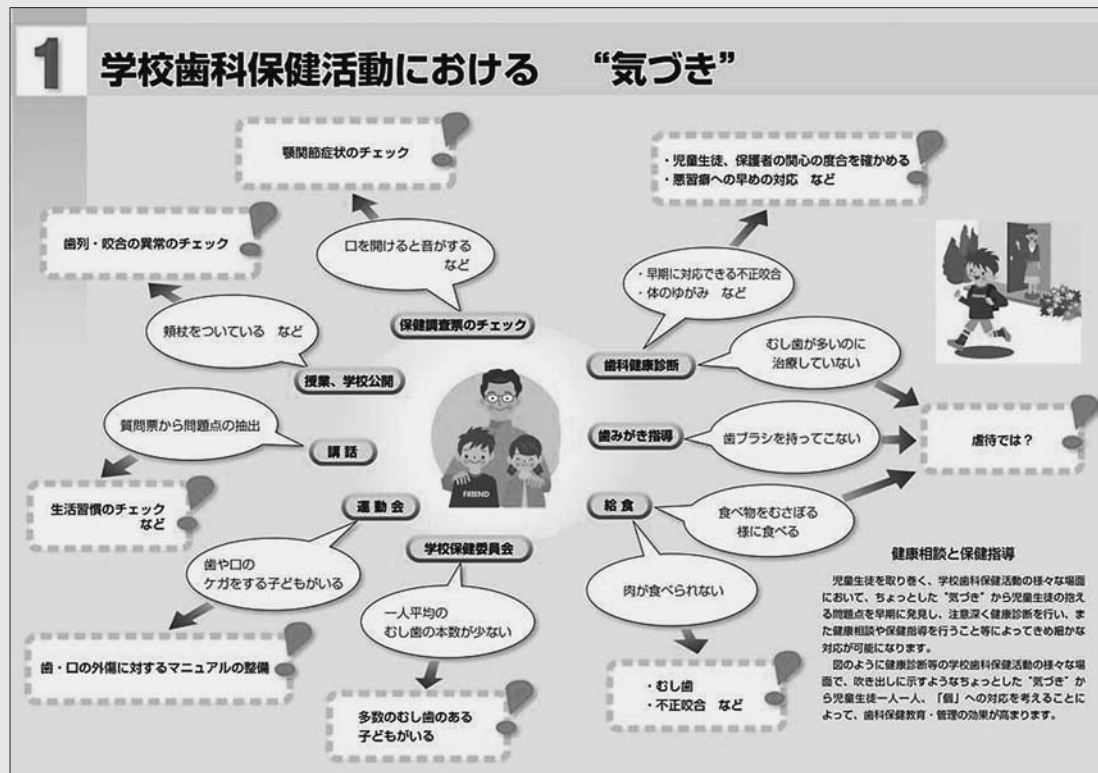 1 学校歯科保健活動における “気づき”
顎関節症状のチェック
・児童生徒、保護者の関心の度合を確かめる
・悪習癖への早めの対応 など
歯列・咬合の異常のチェック
口を開けると音がする
など
・早期に対応できる不正咬合
・体のゆがみ など
頬杖をついている など
保健調査票のチェック
歯科健康診断
むし歯が多いのに
治療していない
授業、学校公開
質問票から問題点の抽出
講話
歯みがき指導
歯ブラシを持ってこない
虐待では?
生活習慣のチェック
など
運動会
FRIEND
給食
食べ物をむさぼる
様に食べる
学校保健委員会
歯や口の
ケガをする子どもがいる
一人平均の
むし歯の本数が少ない
肉が食べられない
歯・口の外傷に対するマニュアルの整備
多数のむし歯のある
子どもがいる
・むし歯
・不正咬合 など
健康相談と保健指導
児童生徒を取り巻く、学校歯科保健活動の様々な場面
において、ちょっとした“気づき”から児童生徒の抱え
る問題点を早期に発見し、注意深く健康診断を行い、ま
た健康相談や保健指導を行うこと等によってきめ細かな
対応が可能になります。
図のように健康診断等の学校歯科保健活動の様々な場
面で、吹き出しに示すようなちょっとした“気づき”か
ら児童生徒一人一人、「個」への対応を考えることに
よって、歯科保健教育・管理の効果が高まります。